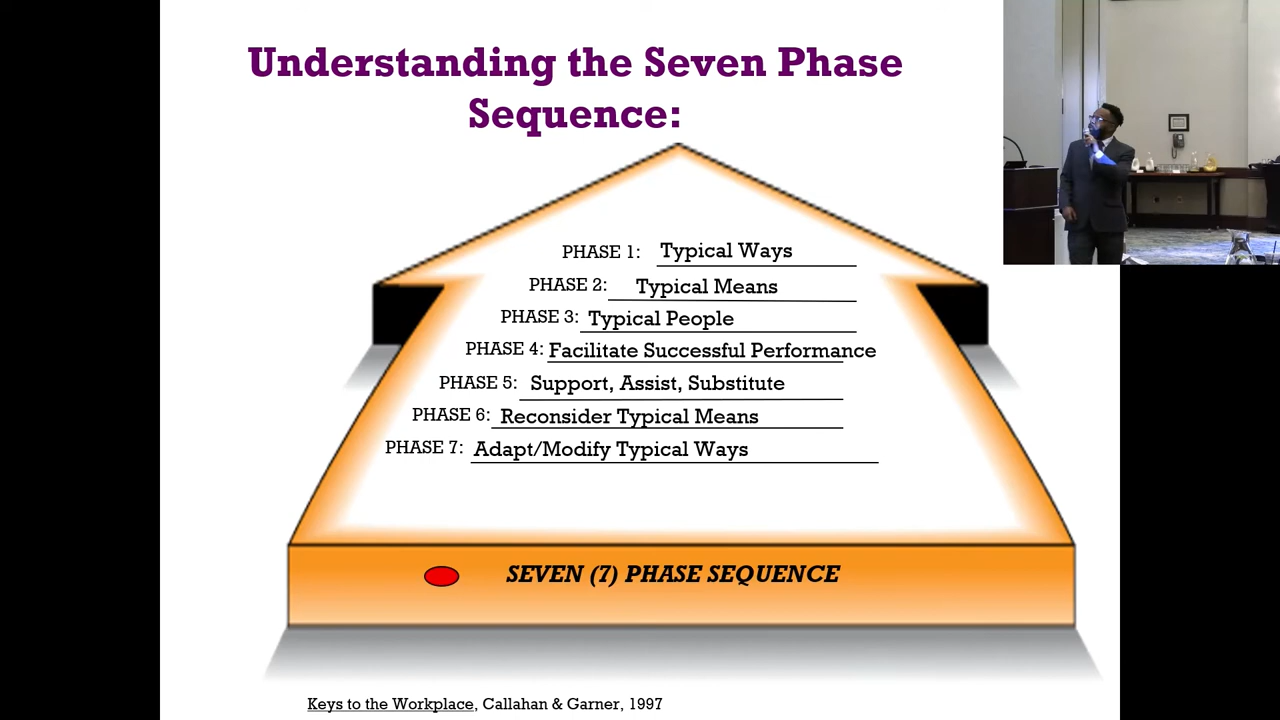 Understanding the Seven Phase
Sequence:
PHASE 1: Typical Ways
PHASE 2: Typical Means
PHASE 3: Typical People
PHASE 4: Facilitate Successful Performance
PHASE 5: Support, Assist, Substitute
PHASE 6: Reconsider Typical Means
PHASE 7: Adapt/Modify Typical Ways
SEVEN (7) PHASE SEQUENCE
Keys to the Workplace, Callahan & Garner, 1997